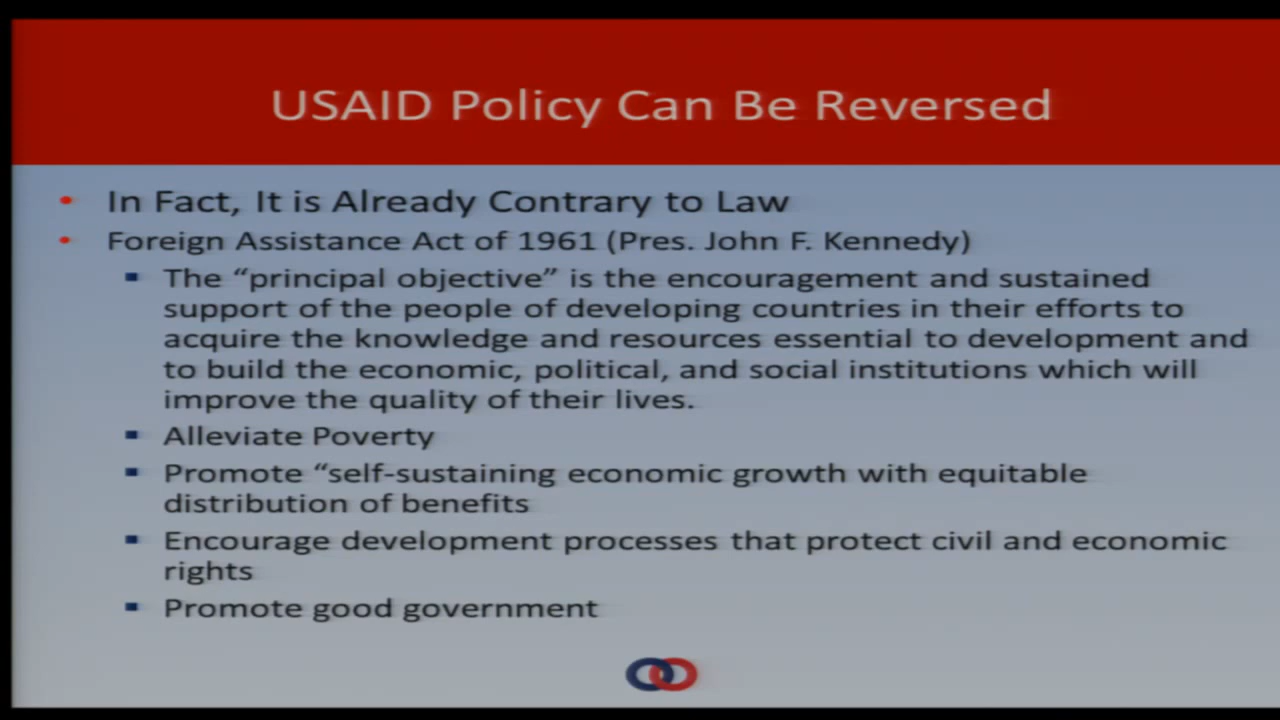 USAID Policy Can Be Reversed
• In Fact, It is Already Contrary to Law
• Foreign Assistance Act of 1961 (Pres. John F. Kennedy)
▪ The “principal objective” is the encouragement and sustained
support of the people of developing countries in their efforts to
acquire the knowledge and resources essential to development and
to build the economic, political, and social institutions which will
improve the quality of their lives.
▪ Alleviate Poverty
▪ Promote “self-sustaining economic growth with equitable
distribution of benefits
▪ Encourage development processes that protect civil and economic
rights
▪ Promote good government